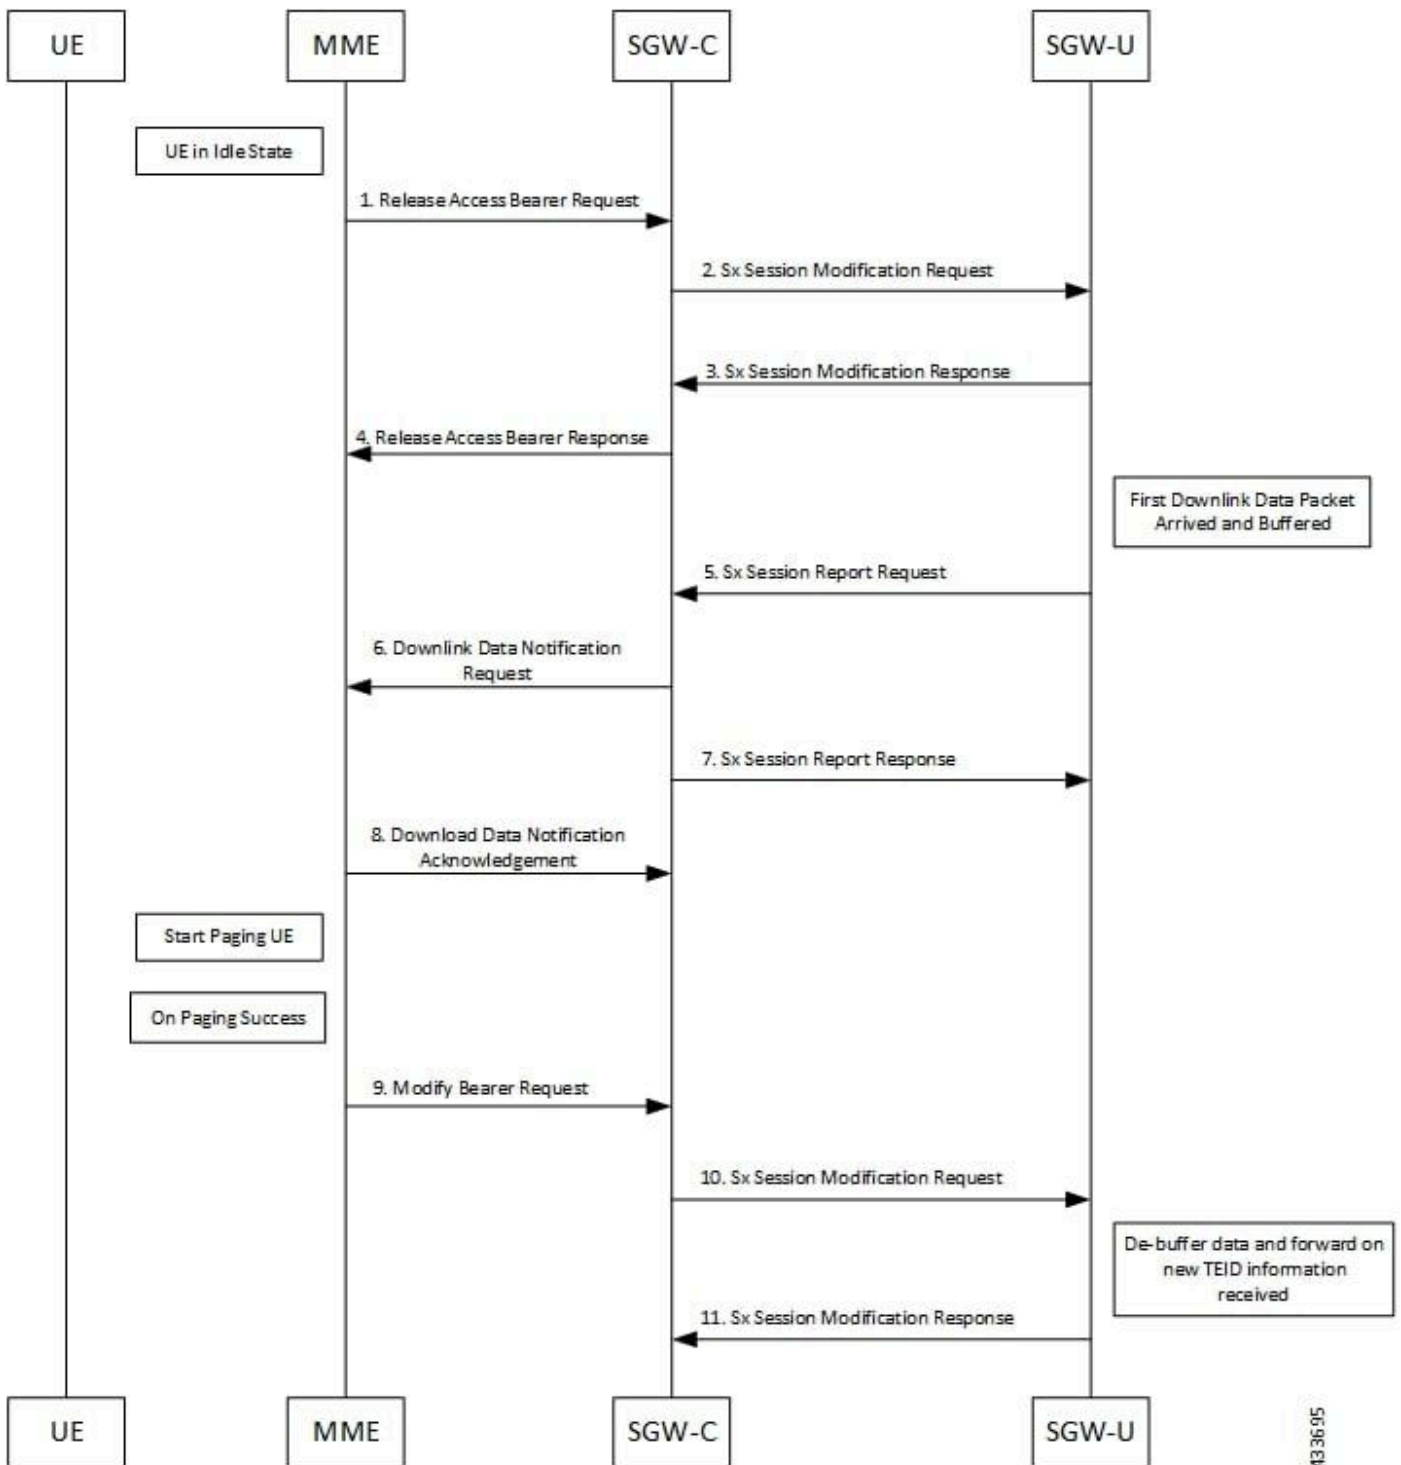 UE
MME
SGW-C
SGW-U
UE in Idle State
1. Release Access Bearer Request
2. Sx Session Modification Request
3. Sx Session Modification Response
4. Release Access Bearer Response
First Downlink Data Packet
Arrived and Buffered
5. Sx Session Report Request
6. Downlink Data Notification
Request
7. Sx Session Report Response
8. Download Data Notification
Acknowledgement
Start Paging UE
On Paging Success
9. Modify Bearer Request
10. Sx Session Modification Request
De-buffer data and forward on
new TEID information
received
11. Sx Session Modification Response
UE
MME
SGW-C
SGW-U
433695